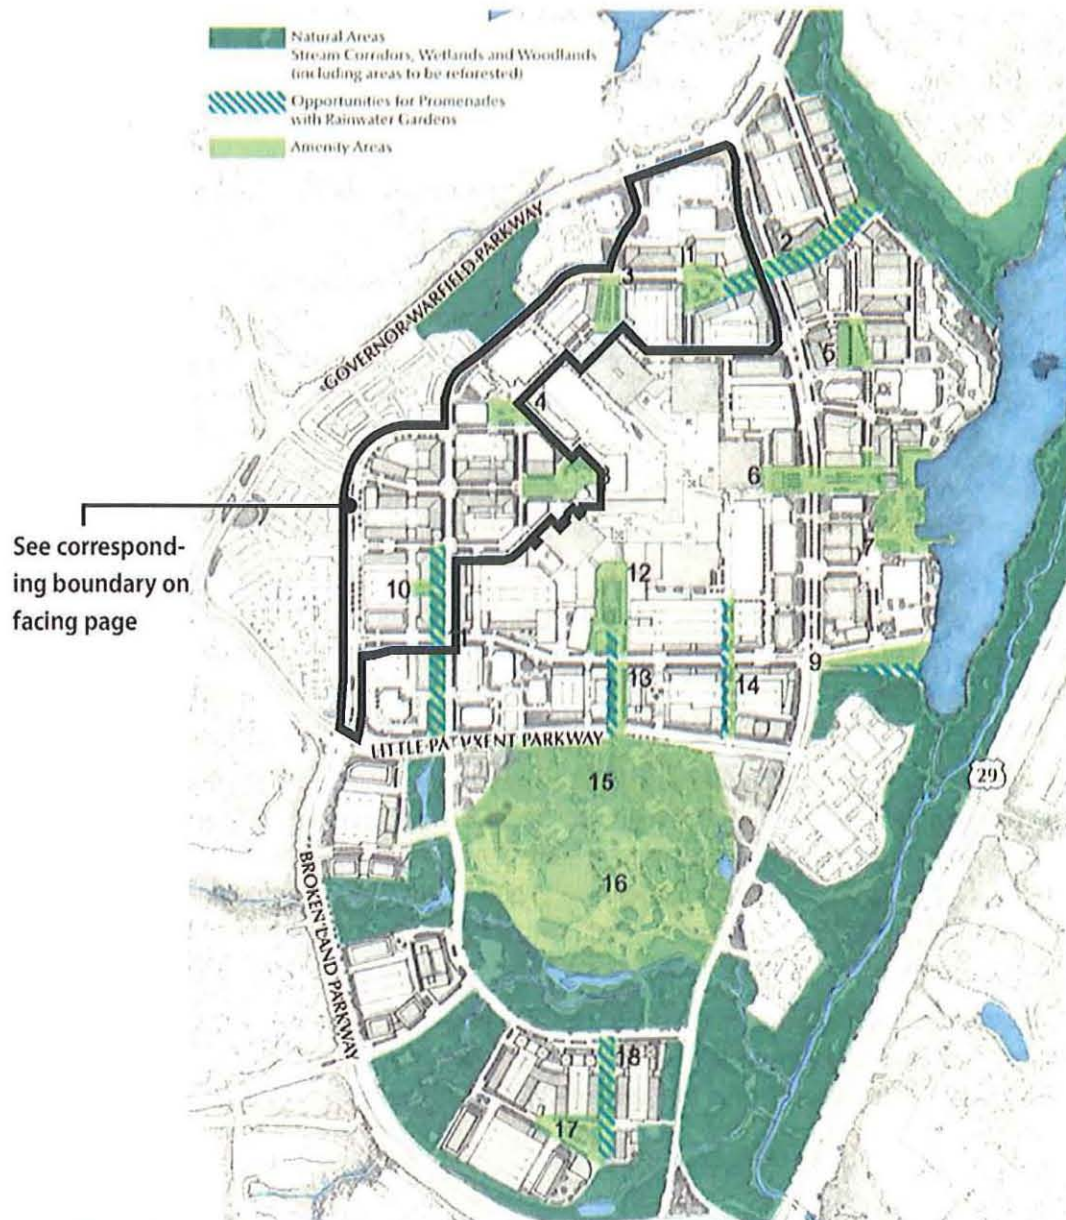 Natural Areas
Stream Corridors, Wetlands and Woodlands
(including areas to be reforested)
Opportunities for Promenades
with Rainwater Gardens
Amenity Areas
GOVERNOR WARFIELD PARKWAY
1
2
3
4
5
6
7
8
See correspond-
ing boundary on
facing page
10
12
9
13
14
LITTLE PATUXENT PARKWAY
15
29
16
BROKEN LAND PARKWAY
18
17